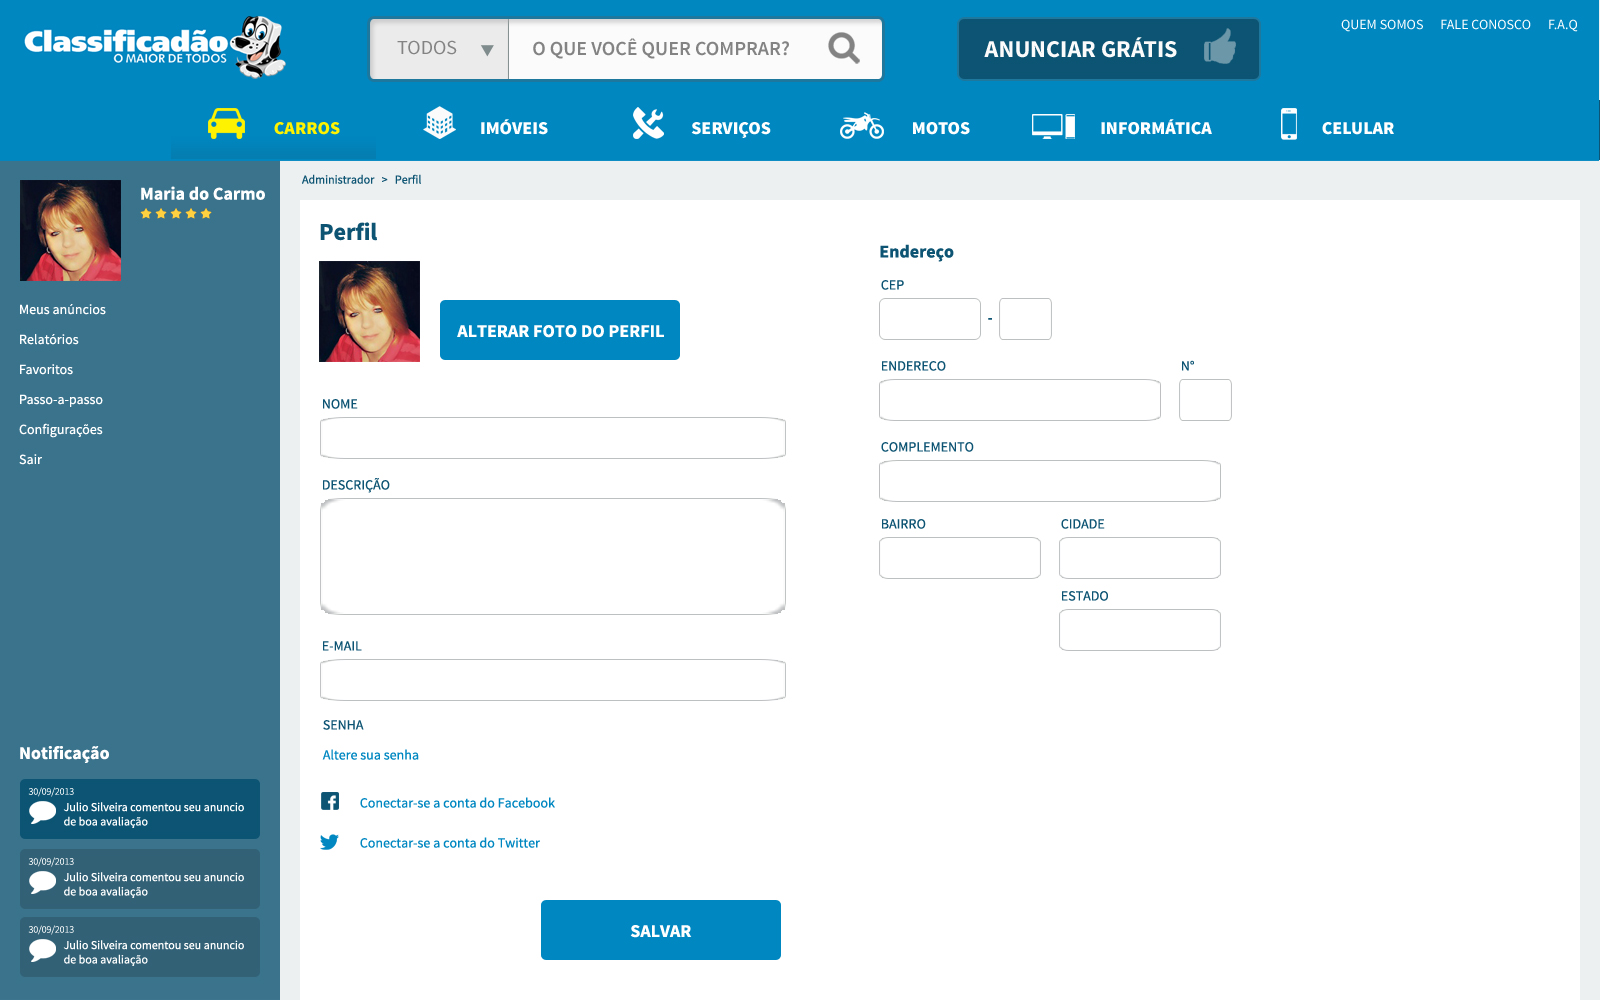 Classificadão
O MAIOR DE TODOS
TODOS
O QUE VOCÊ QUER COMPRAR?
ANUNCIAR GRÁTIS
QUEM SOMOS FALE CONOSCO F.A.Q
CARROS
IMÓVEIS
SERVIÇOS
MOTOS
INFORMÁTICA
CELULAR
Maria do Carmo
Meus anúncios
Relatórios
Favoritos
Passo-a-passo
Configurações
Sair
Notificação
30/09/2013
Julio Silveira comentou seu anuncio
de boa avaliação
30/09/2013
Julio Silveira comentou seu anuncio
de boa avaliação
30/09/2013
Julio Silveira comentou seu anuncio
de boa avaliação
Administrador > Perfil
Perfil
ALTERAR FOTO DO PERFIL
NOME
DESCRIÇÃO
E-MAIL
SENHA
Altere sua senha
Conectar-se a conta do Facebook
Conectar-se a conta do Twitter
SALVAR
Endereço
CEP
-
ENDERECO
N°
COMPLEMENTO
BAIRRO
CIDADE
ESTADO